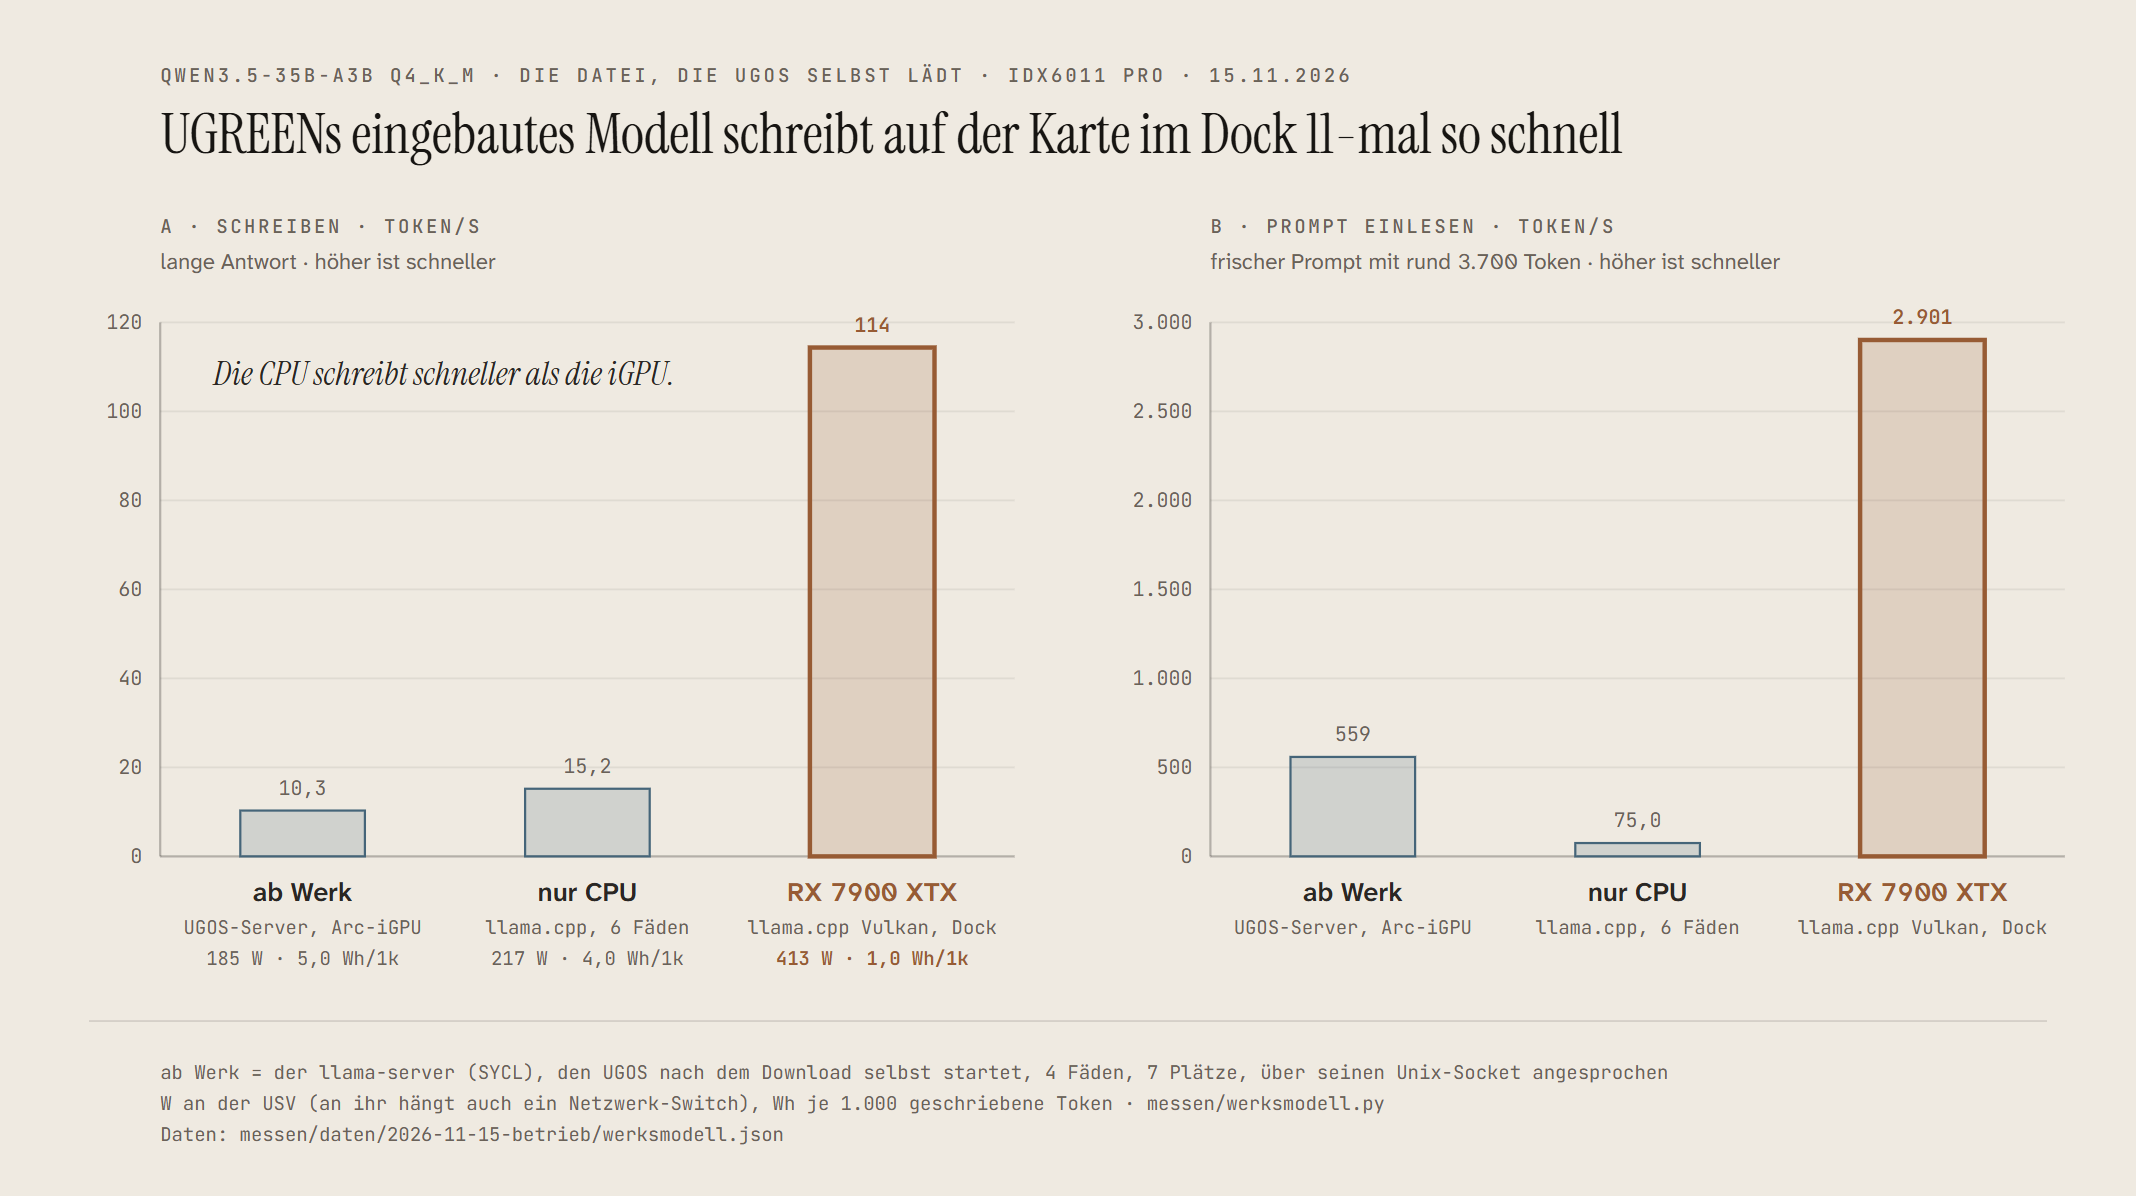 QWEN3.5-35B-A3B Q4_K_M · DIE DATEI, DIE UGOS SELBST LÄDT · IDX6011 PRO · 15.11.2026
UGREENs eingebautes Modell schreibt auf der Karte im Dock 11-mal so schnell
A · SCHREIBEN · TOKEN/S
lange Antwort · höher ist schneller
120
100
80
60
40
20
0
Die CPU schreibt schneller als die iGPU.
10,3
15,2
114
ab Werk
UGOS-Server, Arc-iGPU
185 W · 5,0 Wh/1k
nur CPU
llama.cpp, 6 Fäden
217 W · 4,0 Wh/1k
RX 7900 XTX
llama.cpp Vulkan, Dock
413 W · 1,0 Wh/1k
B · PROMPT EINLESEN · TOKEN/S
frischer Prompt mit rund 3.700 Token · höher ist schneller
3.000
2.500
2.000
1.500
1.000
500
0
559
75,0
2.901
ab Werk
UGOS-Server, Arc-iGPU
nur CPU
llama.cpp, 6 Fäden
RX 7900 XTX
llama.cpp Vulkan, Dock
ab Werk = der llama-server (SYCL), den UGOS nach dem Download selbst startet, 4 Fäden, 7 Plätze, über seinen Unix-Socket angesprochen
W an der USV (an ihr hängt auch ein Netzwerk-Switch), Wh je 1.000 geschriebene Token · messen/werksmodell.py
Daten: messen/daten/2026-11-15-betrieb/werksmodell.json